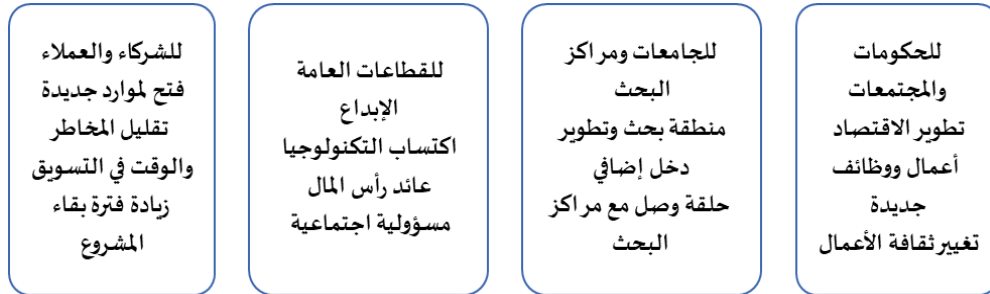 للحكومات
والمجتمعات
تطوير الاقتصاد
أعمال ووظائف
جديدة
تغيير ثقافة الأعمال
للجامعات ومراكز
البحث
منطقة بحث وتطوير
دخل إضافي
حلقة وصل مع مراكز
البحث
للقطاعات العامة
الإبداع
اكتساب التكنولوجيا
عائد رأس المال
مسؤولية اجتماعية
للشركاء والعملاء
فتح لموارد جديدة
تقليل المخاطر
والوقت في التسويق
زيادة فترة بقاء
المشروع